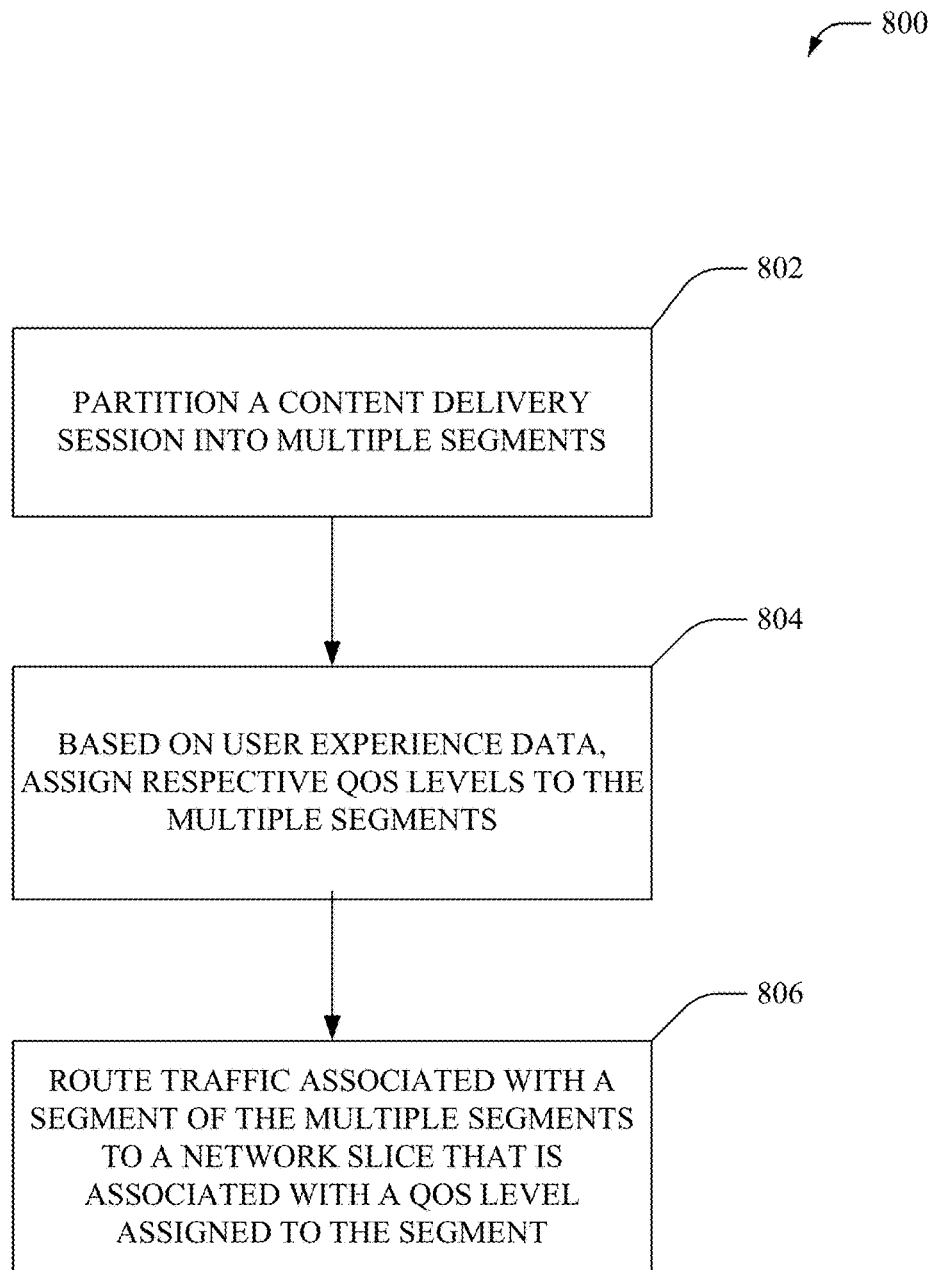 800
802
PARTITION A CONTENT DELIVERY
SESSION INTO MULTIPLE SEGMENTS
804
BASED ON USER EXPERIENCE DATA,
ASSIGN RESPECTIVE QOS LEVELS TO THE
MULTIPLE SEGMENTS
806
ROUTE TRAFFIC ASSOCIATED WITH A
SEGMENT OF THE MULTIPLE SEGMENTS
TO A NETWORK SLICE THAT IS
ASSOCIATED WITH A QOS LEVEL
ASSIGNED TO THE SEGMENT